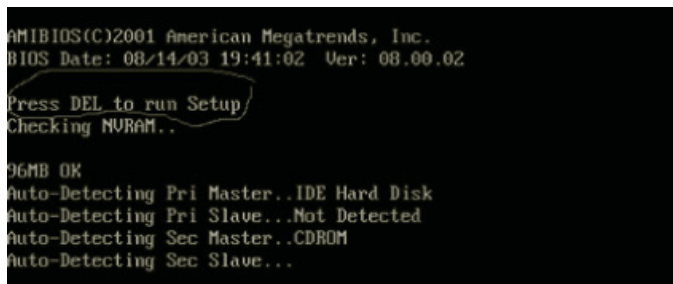 AMIBIOS(C)2001 American Megatrends, Inc.
BIOS Date: 08/14/03 19:41:02 Ver: 08.00.02
Press DEL to run Setup
Checking NVRAM..
96MB OK
Auto-Detecting Pri Master..IDE Hard Disk
Auto-Detecting Pri Slave...Not Detected
Auto-Detecting Sec Master..CDROM
Auto-Detecting Sec Slave...